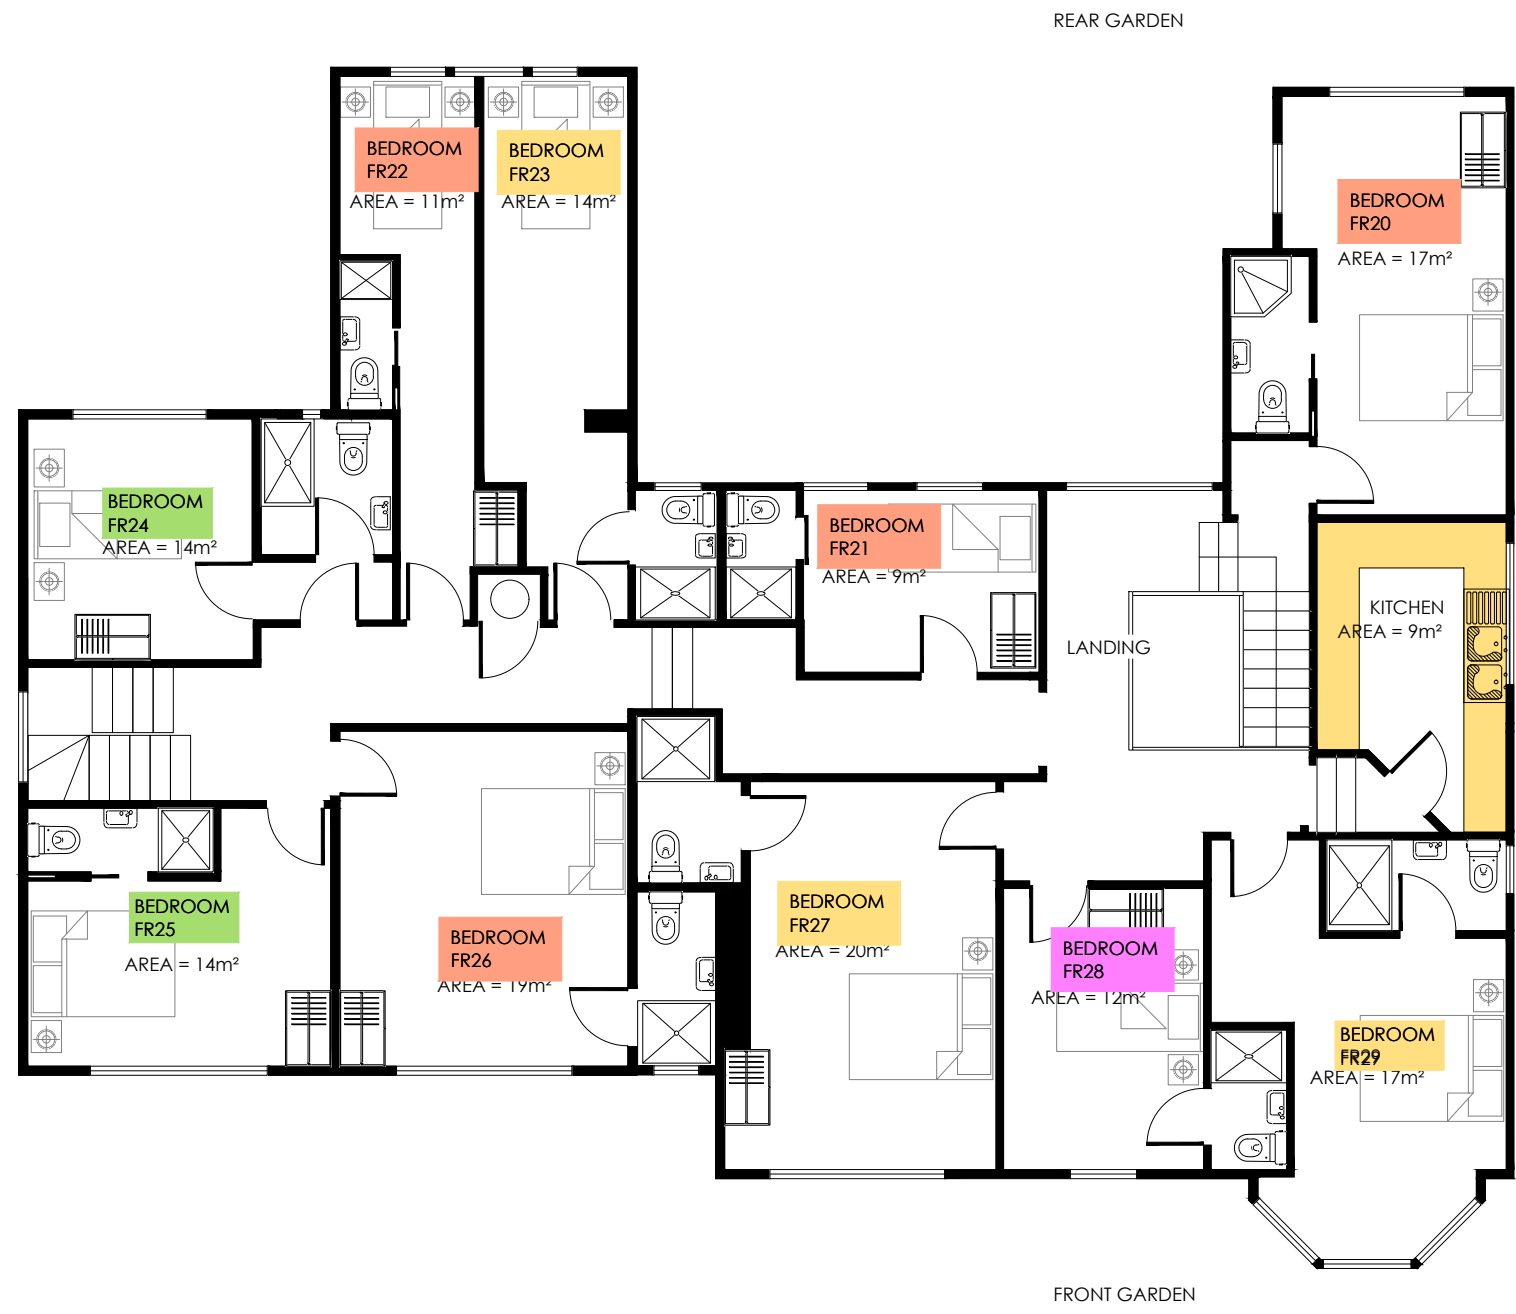 REAR GARDEN
BEDROOM
FR22
AREA = 11m²
BEDROOM
FR23
AREA = 14m²
BEDROOM
FR20
AREA = 17m²
BEDROOM
FR24
AREA = 14m²
BEDROOM
FR21
AREA = 9m²
LANDING
KITCHEN
AREA = 9m²
BEDROOM
FR25
AREA = 14m²
BEDROOM
FR26
AREA = 19m²
BEDROOM
FR27
AREA = 20m²
BEDROOM
FR28
AREA = 12m²
BEDROOM
FR29
AREA = 17m²
FRONT GARDEN